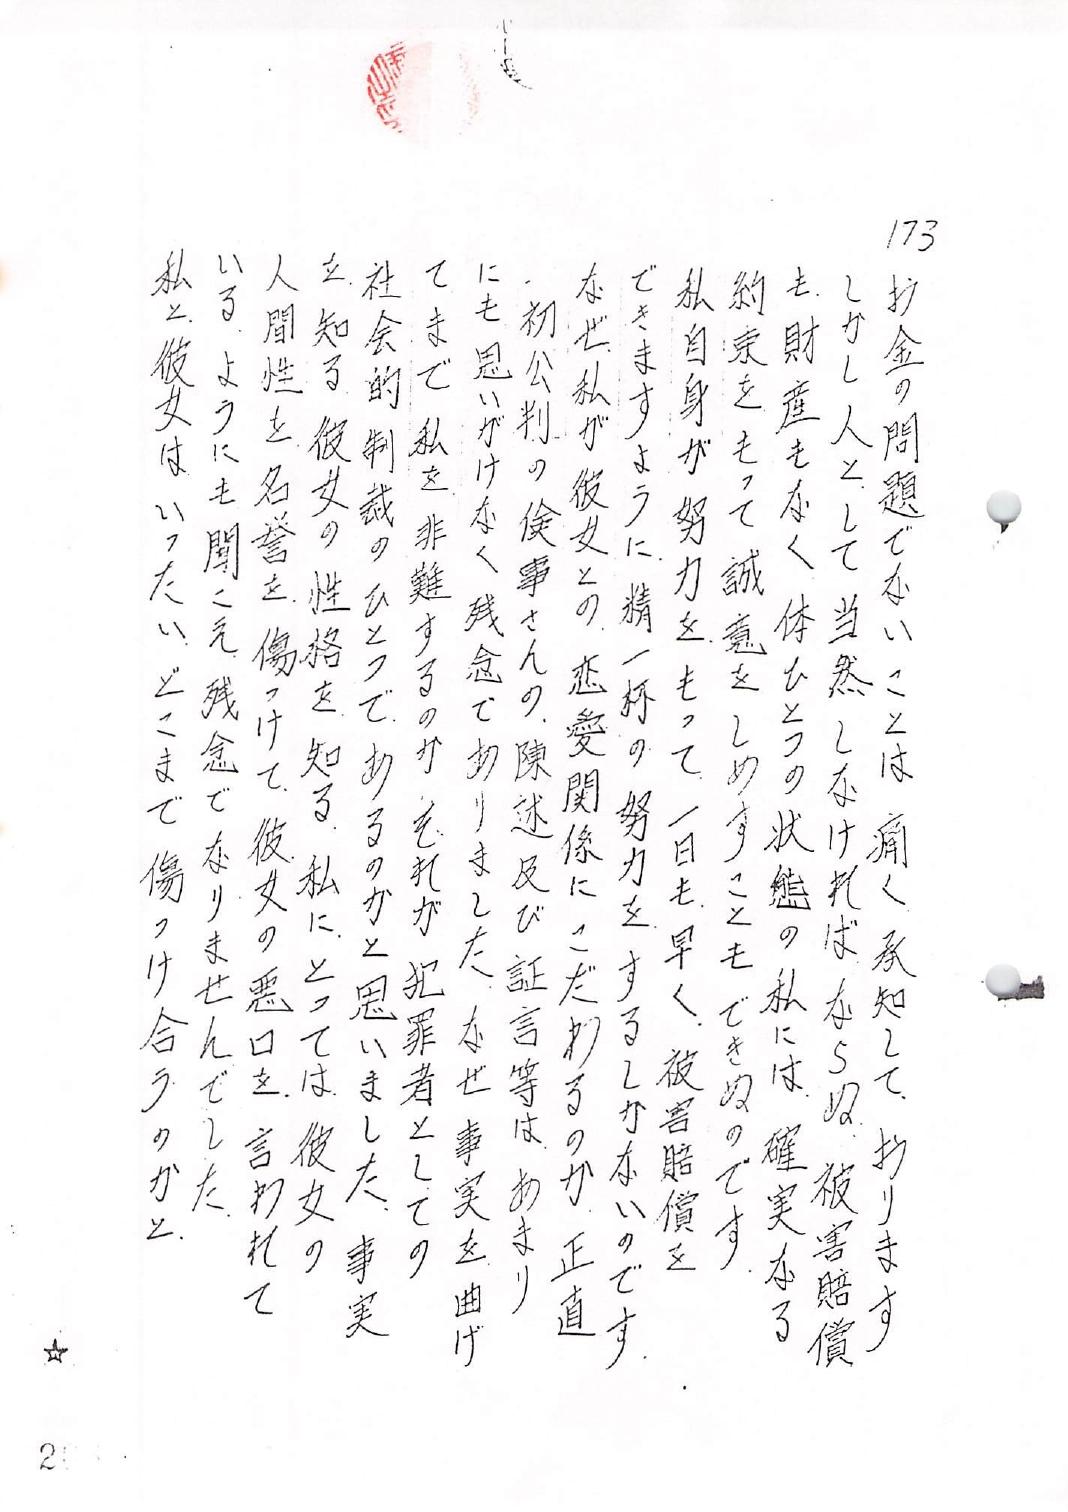 173
お金の問題でないことは痛く承知して、おります
しかし人として当然しなければならぬ、被害賠償
も、財産もなく体ひとつの状態の私には、確実なる
約束をもって誠意をしめすこともできぬのです。
私自身が努力をもって、一日も早く、被害賠償を
できますように、精一杯の努力をするしかないのです。
なぜ、私が彼女との、恋愛関係にこだわるのか、正直
、初公判の倹事さんの、陳述及び証言等は、あまり
にも思いがけなく残念でありました、なぜ事実を曲げ
てまで私を、非難するのか、それが犯罪者としての
社会的制裁のひとつで、あるのかと思いました、事実
を、知る彼女の性格を、知る、私に、とっては、彼女の
人間性を名誉を、傷つけて、彼女の悪口を、言われて
いる、ようにも聞こえ、残念でなりませんでした、
私と、彼女は、いったい、どこまで傷つけ合うのかと、
☆
2